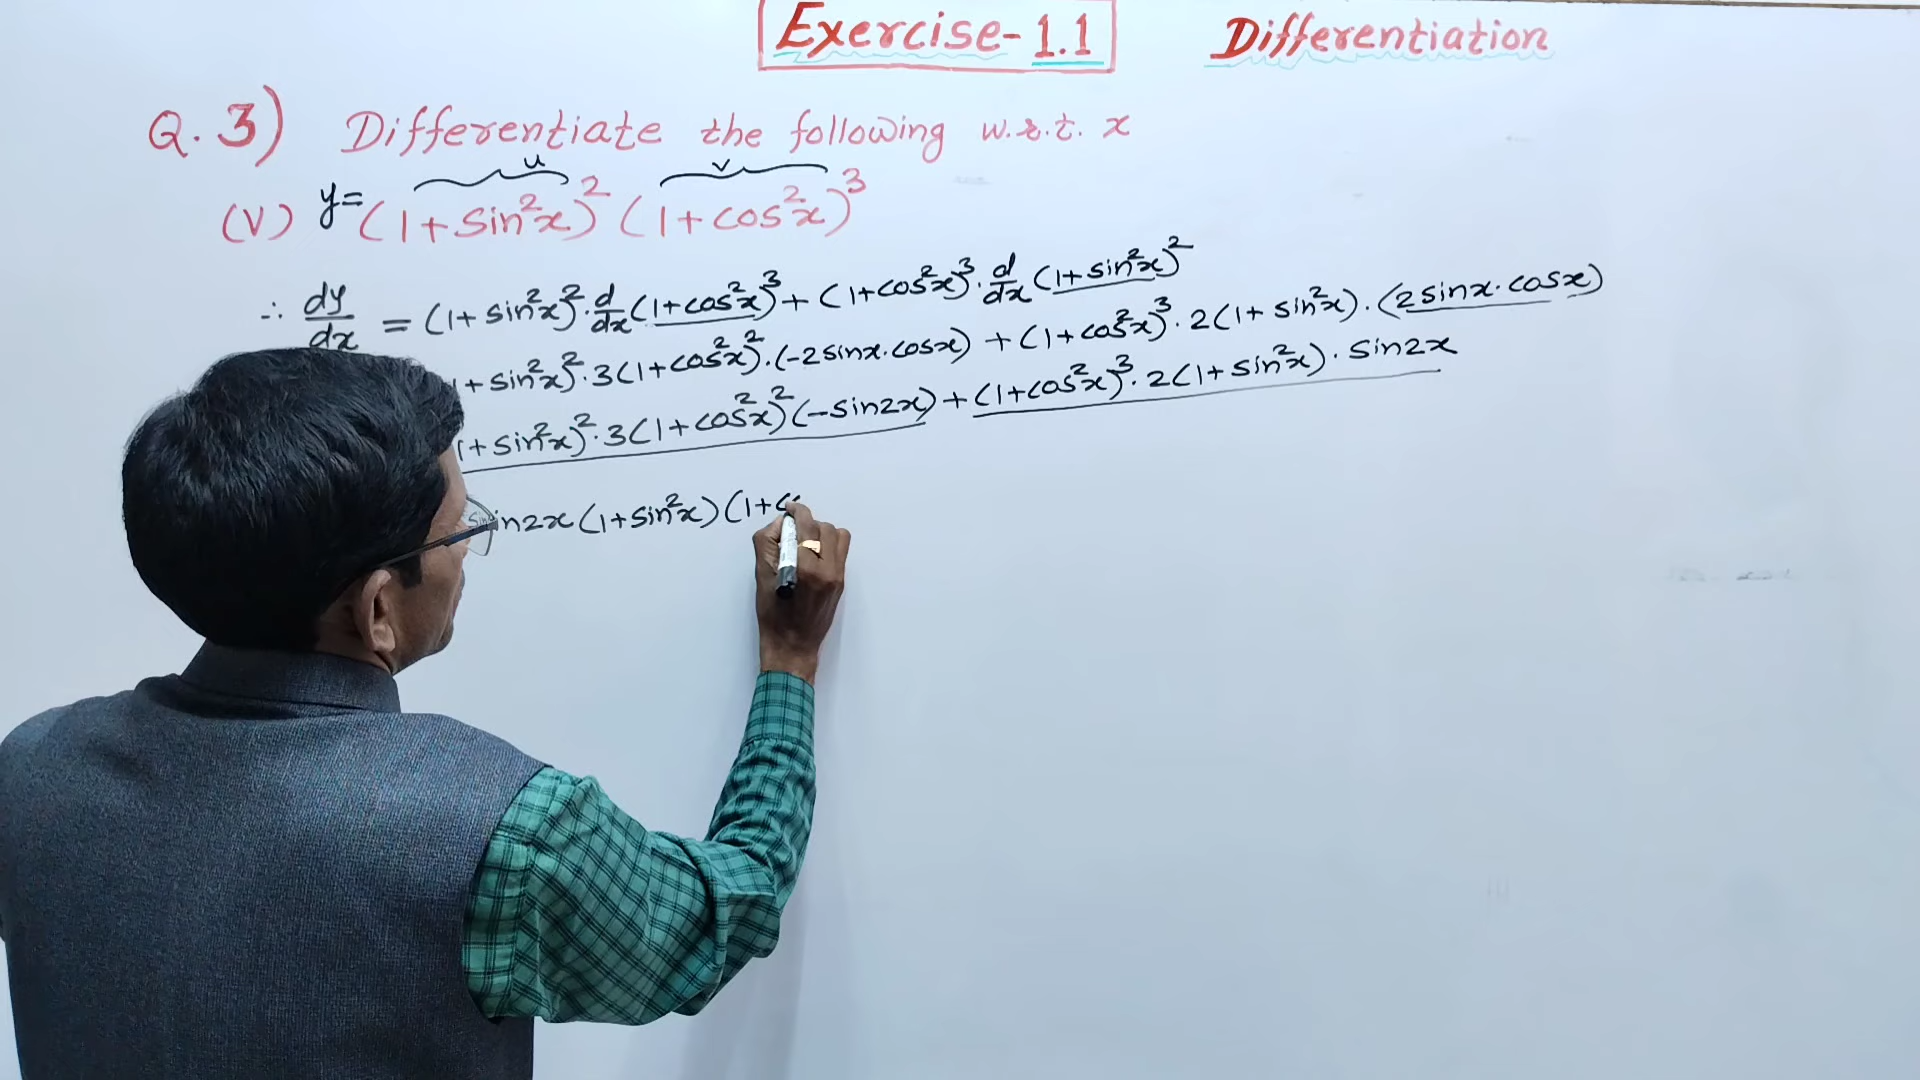 Exercise-1.1
Differentiation
Q. 3) Differentiate the following w.r.t. x
u v
(V) y= (1+Sin²x)² (1+cos²x)³
∴ dy/dx = (1+sin²x)²·d/dx(1+cos²x)³+(1+cos²x)³·d/dx(1+sin²x)²
1+sin²x)²·3(1+cos²x)²·(-2sinx·cosx) + (1+cos²x)³·2(1+sin²x)·(2sinx·cosx)
1+sin²x)²·3(1+cos²x)²(-sin2x)+(1+cos²x)³·2(1+sin²x)·sin2x
sin2x(1+sin²x)(1+c